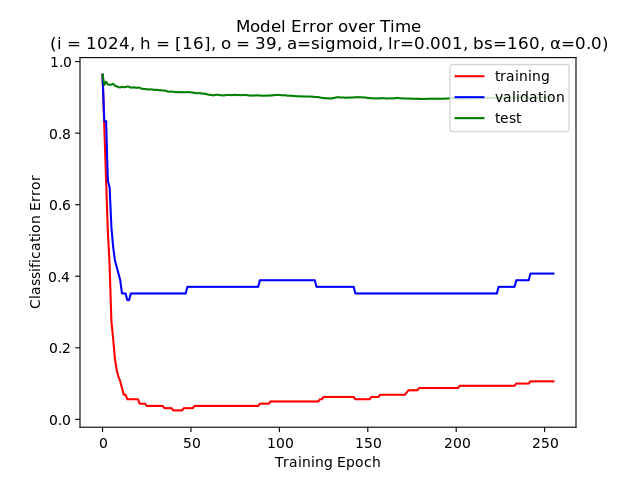 Model Error over Time
(i = 1024, h = [16], o = 39, a=sigmoid, lr=0.001, bs=160, α=0.0)
1.0
0.8
0.6
0.4
0.2
0.0
Classification Error
training
validation
test
0 50 100 150 200 250
Training Epoch